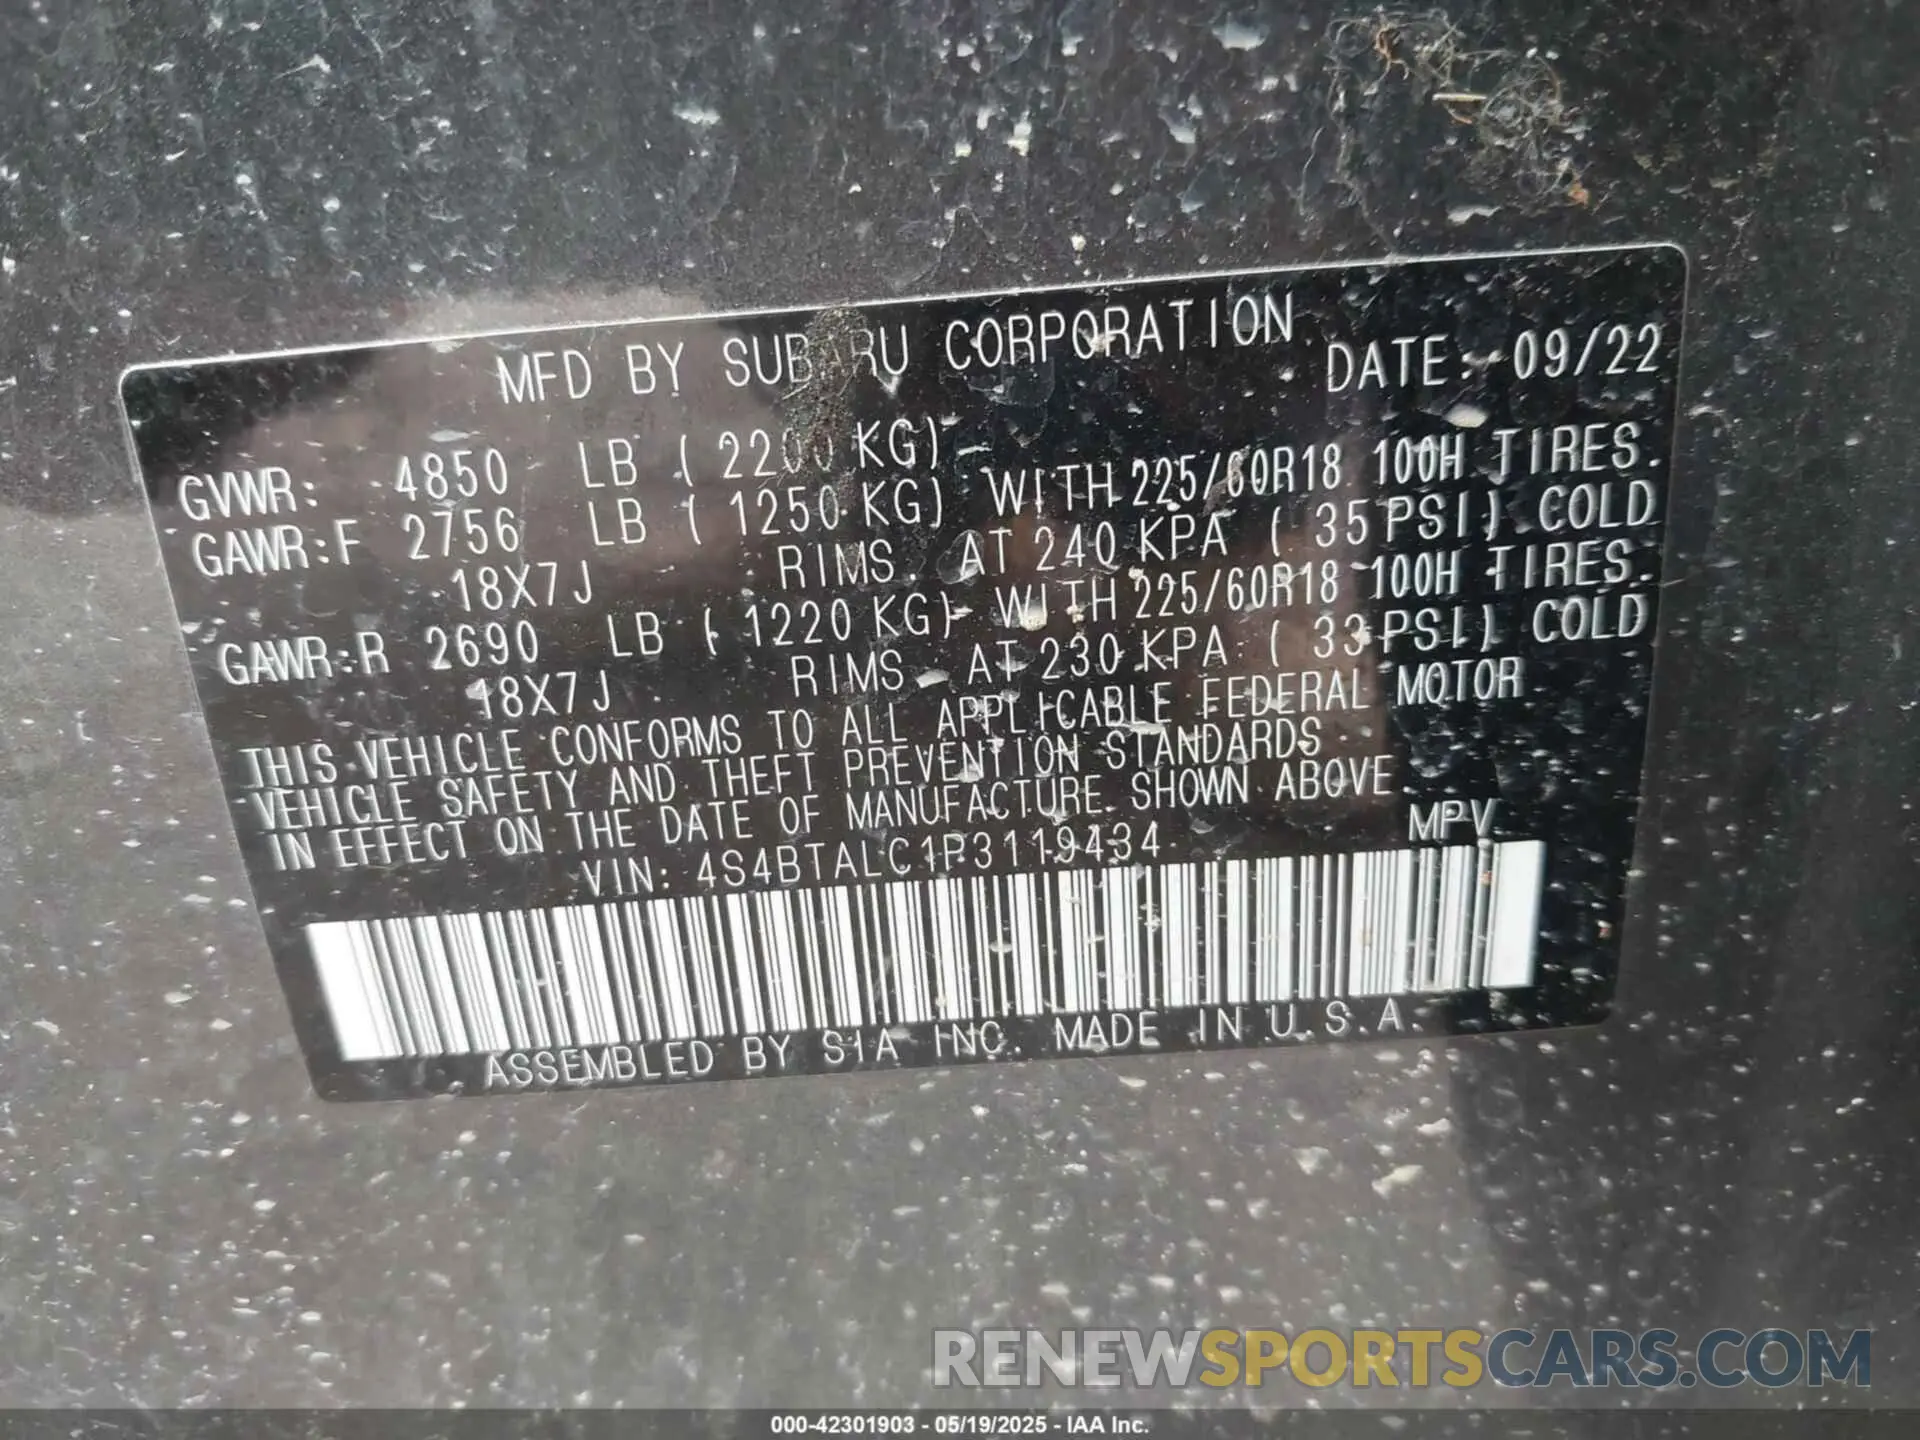 MFD BY SUBARU CORPORATION
DATE: 09/22
GVWR: 4850 LB ( 2200 KG)
GAWR:F 2756 LB ( 1250 KG) WITH 225/60R18 100H TIRES.
18X7J RIMS. AT 240 KPA ( 35 PSI) COLD
GAWR:R 2690 LB ( 1220 KG) WITH 225/60R18 100H TIRES.
18X7J RIMS. AT 230 KPA ( 33 PSI) COLD
THIS VEHICLE CONFORMS TO ALL APPLICABLE FEDERAL MOTOR
VEHICLE SAFETY AND THEFT PREVENTION STANDARDS
IN EFFECT ON THE DATE OF MANUFACTURE SHOWN ABOVE.
VIN: 4S4BTALC1P3119434 MPV
ASSEMBLED BY SIA INC. MADE IN U.S.A.
RENEWSPORTSCARS.COM
000-42301903 - 05/19/2025 - IAA Inc.